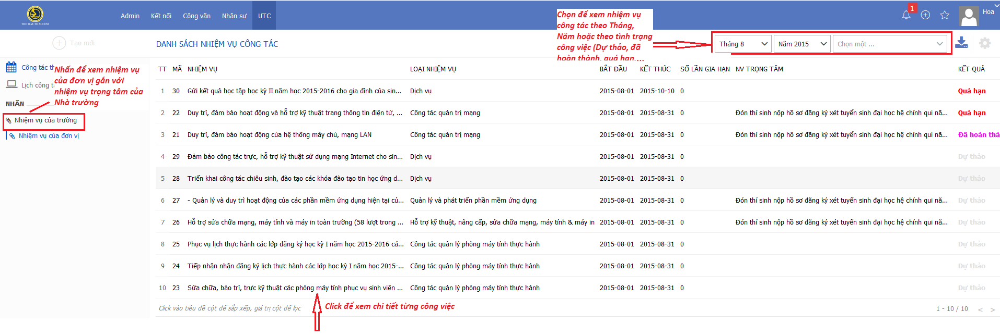 THE WAY TO SUCESS
Admin Kết nối Công văn Nhân sự UTC
1
Hoa
Chọn để xem nhiệm vụ
công tác theo Tháng,
Năm hoặc theo tình trạng
công việc (Dự thảo, đã
hoàn thành, quá hạn,...
Tạo mới
DANH SÁCH NHIỆM VỤ CÔNG TÁC
Tháng 8 Năm 2015 Chọn một ...
Công tác th
Lịch công tá
Nhấn để xem nhiệm vụ
của đơn vị gắn với
nhiệm vụ trọng tâm của
Nhà trường
NHÃN
Nhiệm vụ của trường
Nhiệm vụ của đơn vị
TT MÃ NHIỆM VỤ LOẠI NHIỆM VỤ BẮT ĐẦU KẾT THÚC SỐ LẦN GIA HẠN NV TRỌNG TÂM KẾT QUẢ
1 30 Gửi kết quả học tập học kỳ II năm học 2015-2016 cho gia đình của sin... Dịch vụ 2015-08-01 2015-10-10 0 Quá hạn
2 22 Duy trì, đảm bảo hoạt động và hỗ trợ kỹ thuật trang thông tin điện tử, ... Công tác quản trị mạng 2015-08-01 2015-08-31 0 Đón thí sinh nộp hồ sơ đăng ký xét tuyển sinh đại học hệ chính qui nă... Quá hạn
3 21 Duy trì, đảm bảo hoạt động của hệ thống máy chủ, mạng LAN Công tác quản trị mạng 2015-08-01 2015-08-31 0 Đón thí sinh nộp hồ sơ đăng ký xét tuyển sinh đại học hệ chính qui nă... Đã hoàn thà
4 29 Đảm bảo công tác trực, hỗ trợ kỹ thuật sử dụng mạng Internet cho sin... Dịch vụ 2015-08-01 2015-08-31 0 Dự thảo
5 28 Triển khai công tác chiêu sinh, đào tạo các khóa đào tạo tin học ứng d... Dịch vụ 2015-08-01 2015-08-31 0 Dự thảo
6 27 - Quản lý và duy trì hoạt động của các phần mềm ứng dụng hiện tại củ... Quản lý và phát triển phần mềm ứng dụng 2015-08-01 2015-08-31 0 Đón thí sinh nộp hồ sơ đăng ký xét tuyển sinh đại học hệ chính qui nă... Dự thảo
7 26 Hỗ trợ sửa chữa mạng, máy tính và máy in toàn trường (58 lượt trong ... Hỗ trợ kỹ thuật, nâng cấp, sửa chữa mạng, máy tính & máy in 2015-08-01 2015-08-31 0 Đón thí sinh nộp hồ sơ đăng ký xét tuyển sinh đại học hệ chính qui nă... Dự thảo
8 25 Phục vụ lịch thực hành các lớp đăng ký học kỳ I năm học 2015-2016 cá... Công tác quản lý phòng máy tính thực hành 2015-08-01 2015-08-31 0 Dự thảo
9 24 Tiếp nhận nhận đăng ký lịch thực hành các lớp học kỳ I năm học 2015-... Công tác quản lý phòng máy tính thực hành 2015-08-01 2015-08-31 0 Dự thảo
10 23 Sửa chữa, bảo trì, trực kỹ thuật các phòng máy tính phục vụ sinh viên ... Công tác quản lý phòng máy tính thực hành 2015-08-01 2015-08-31 0 Dự thảo
Click vào tiêu đề cột để sắp xếp, giá trị cột để lọc
Click để xem chi tiết từng công việc
1 - 10 / 10 < >